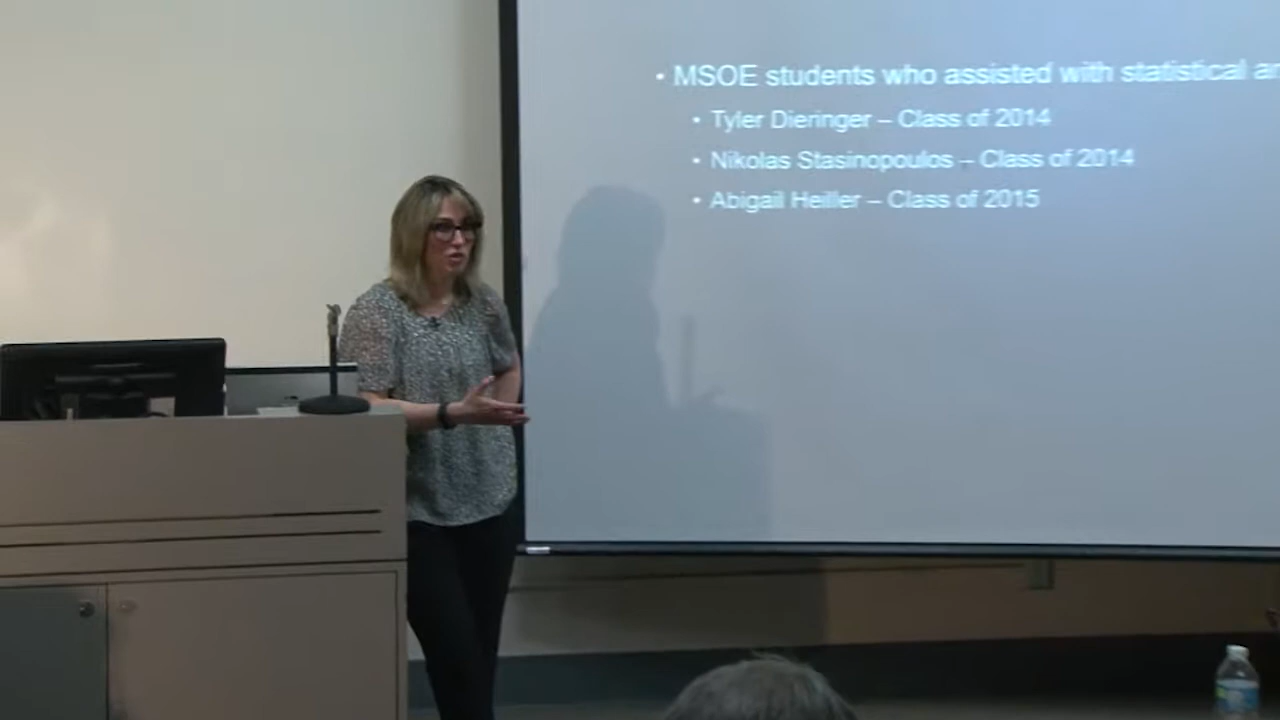 • MSOE students who assisted with statistical
• Tyler Dieringer – Class of 2014
• Nikolas Stasinopoulos – Class of 2014
• Abigail Heiller – Class of 2015